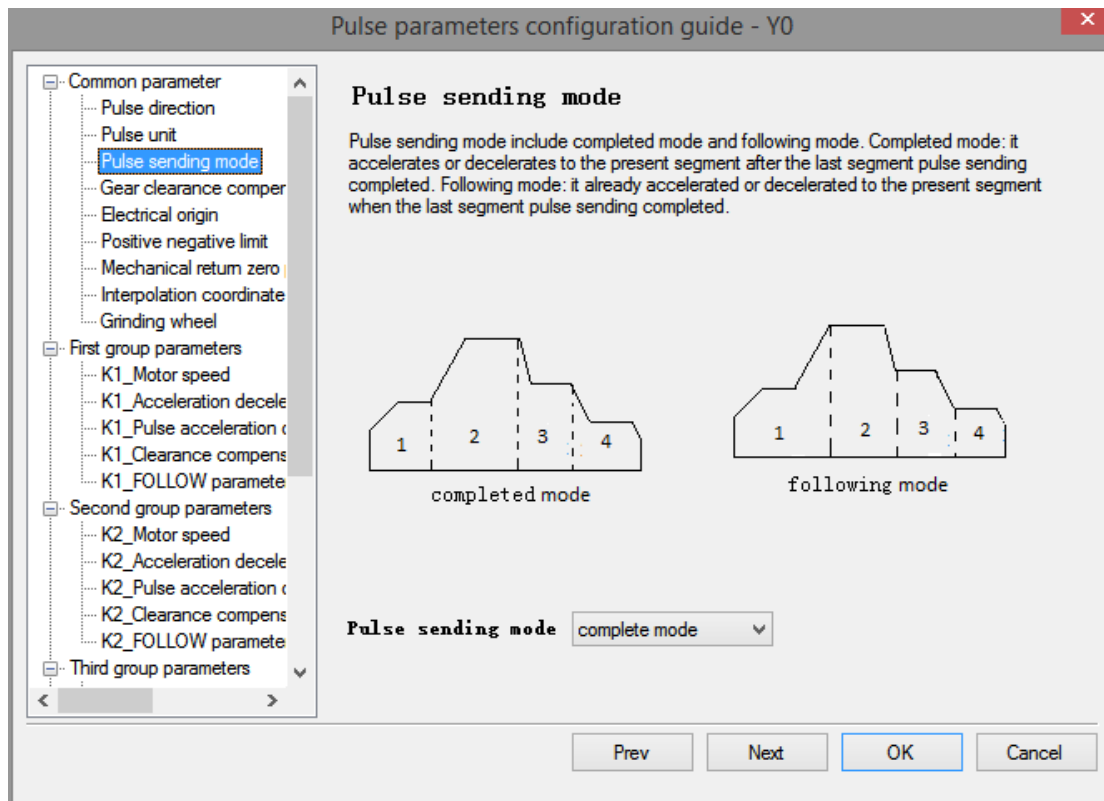 Pulse parameters configuration guide - Y0
Common parameter
Pulse direction
Pulse unit
Pulse sending mode
Gear clearance comper
Electrical origin
Positive negative limit
Mechanical return zero
Interpolation coordinate
Grinding wheel
First group parameters
K1_Motor speed
K1_Acceleration decele
K1_Pulse acceleration c
K1_Clearance compens
K1_FOLLOW paramete
Second group parameters
K2_Motor speed
K2_Acceleration decele
K2_Pulse acceleration c
K2_Clearance compens
K2_FOLLOW paramete
Third group parameters
Pulse sending mode
Pulse sending mode include completed mode and following mode. Completed mode: it
accelerates or decelerates to the present segment after the last segment pulse sending
completed. Following mode: it already accelerated or decelerated to the present segment
when the last segment pulse sending completed.
1 2 3 4
completed mode
1 2 3 4
following mode
Pulse sending mode complete mode
Prev Next OK Cancel